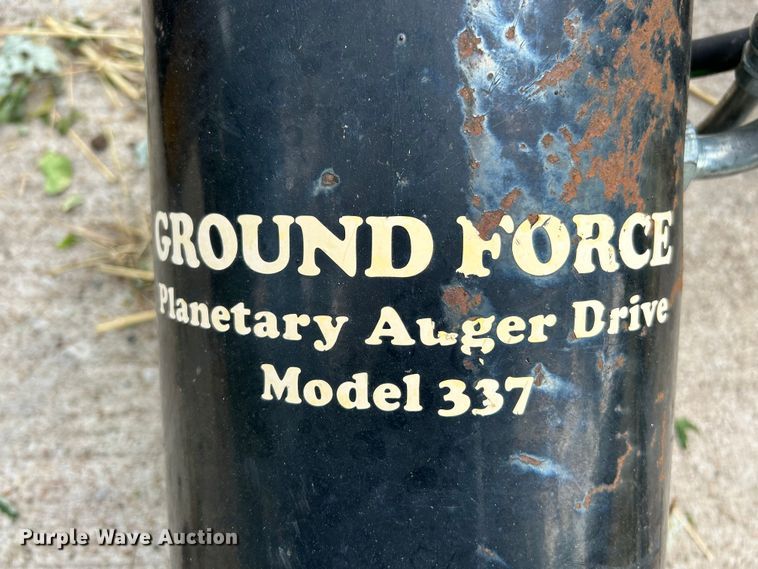 GROUND FORCE
Planetary Auger Drive
Model 337
Purple Wave Auction